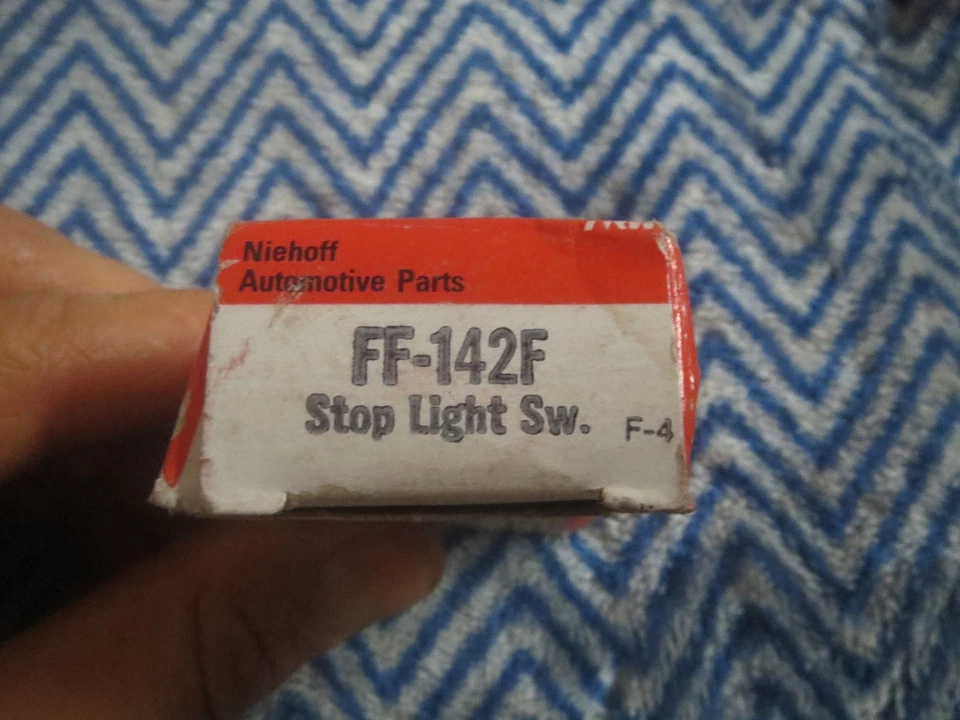 Niehoff
Automotive Parts
FF-142F
Stop Light Sw.
F-4